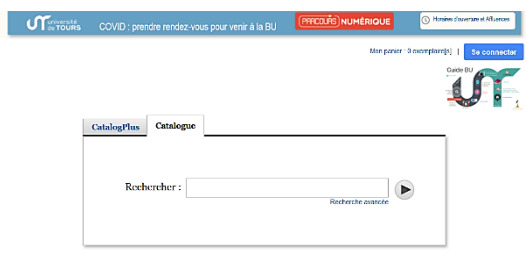 université
de TOURS
COVID : prendre rendez-vous pour venir à la BU
PARCOURS NUMÉRIQUE
Horaires d'ouverture et Affluences
Mon panier : 0 exemplaire(s) |
Se connecter
Guide BU
CatalogPlus
Catalogue
Rechercher :
Recherche avancée